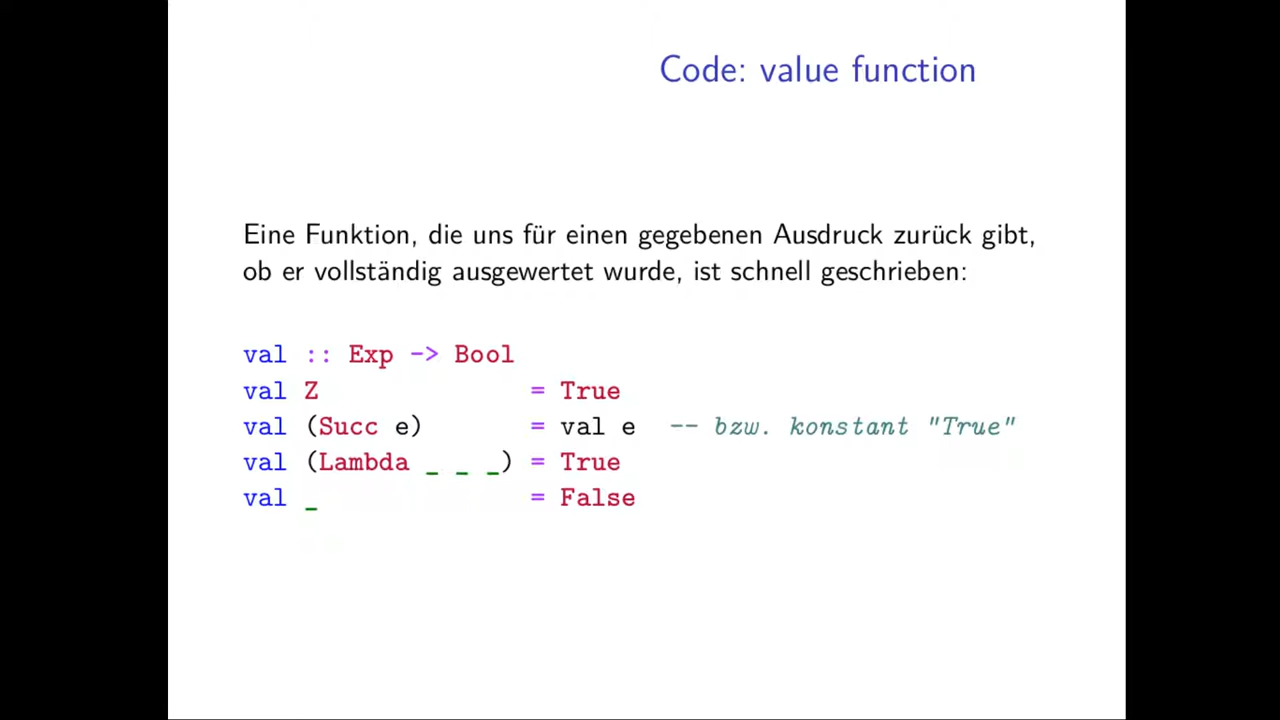 Code: value function
Eine Funktion, die uns für einen gegebenen Ausdruck zurück gibt,
ob er vollständig ausgewertet wurde, ist schnell geschrieben:
val :: Exp -> Bool
val Z = True
val (Succ e) = val e -- bzw. konstant "True"
val (Lambda _ _ _) = True
val _ = False